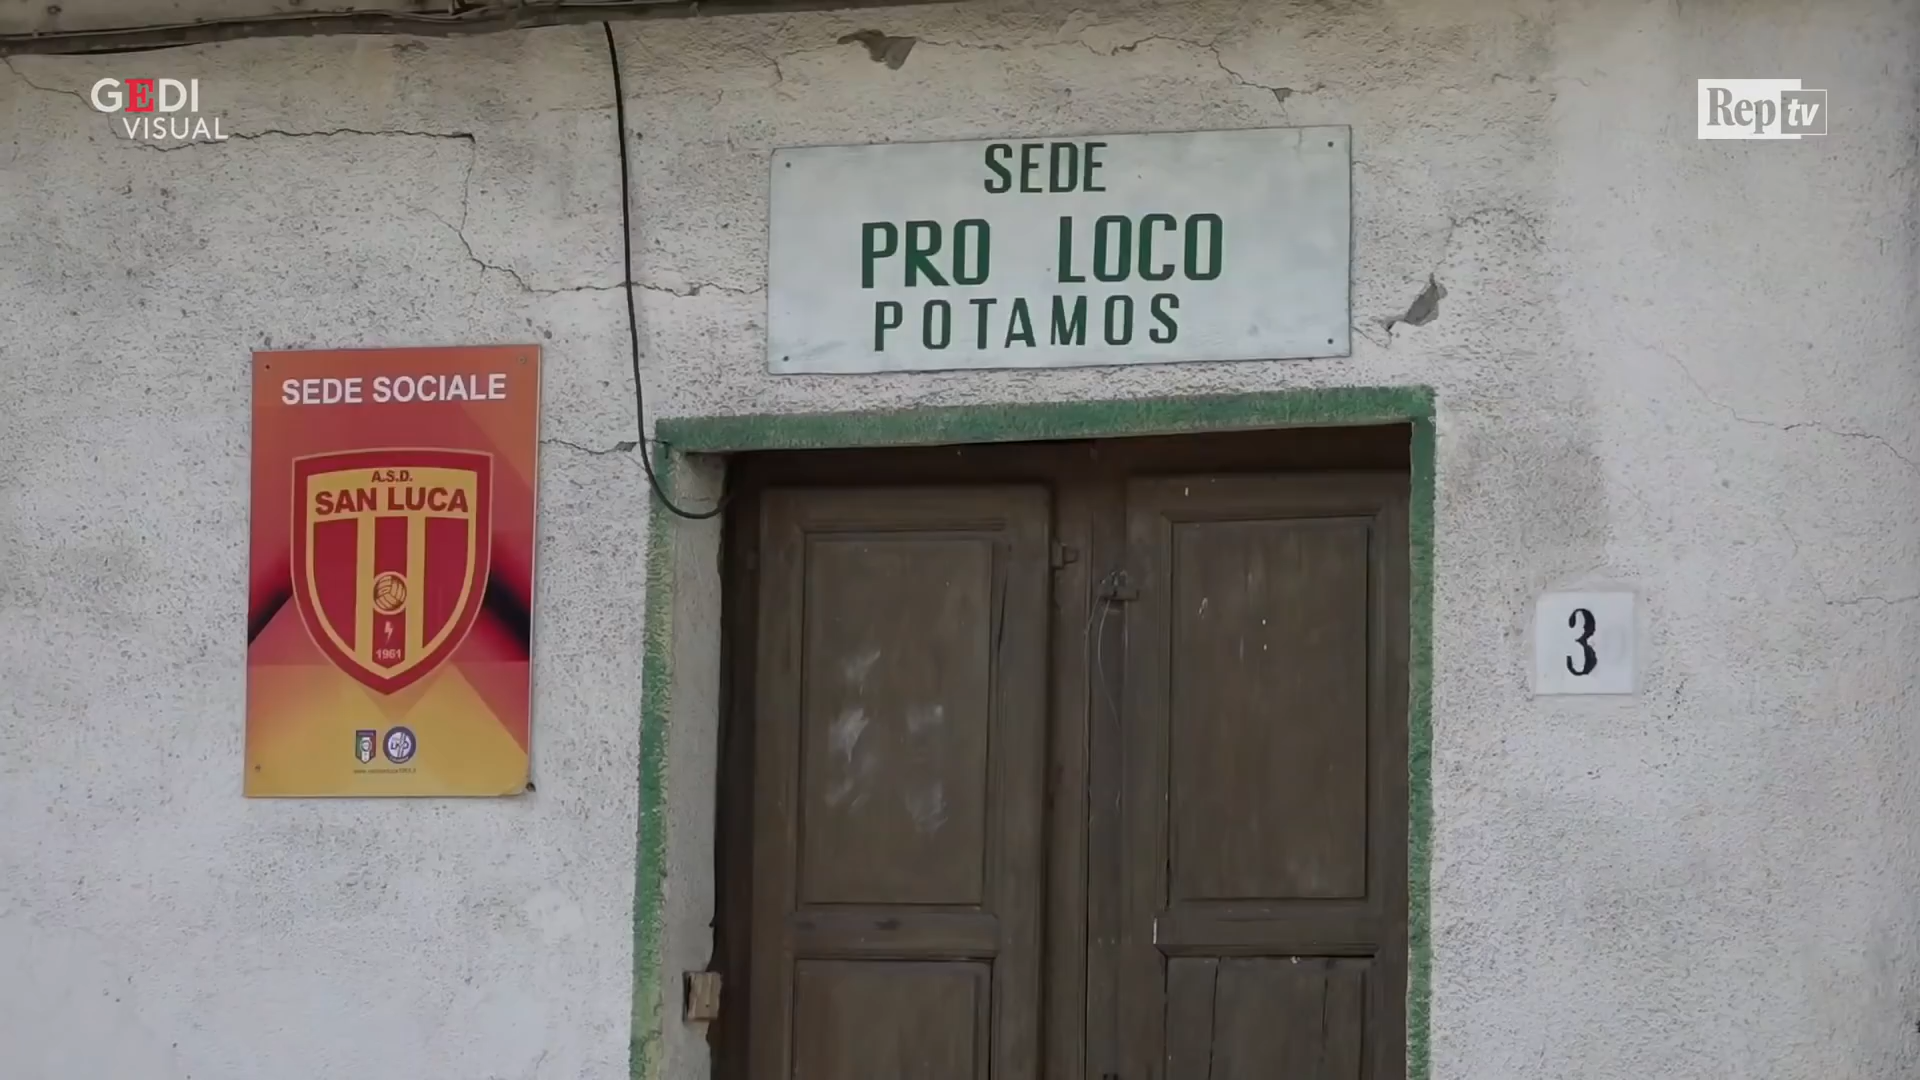 GEDI
VISUAL
Rep tv
SEDE
PRO LOCO
POTAMOS
SEDE SOCIALE
A.S.D.
SAN LUCA
1961
3